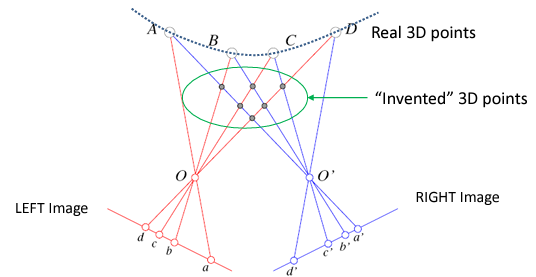 A
B
C
D
Real 3D points
“Invented” 3D points
O
O’
LEFT Image
RIGHT Image
d
c
b
a
d’
c’
b’
a’